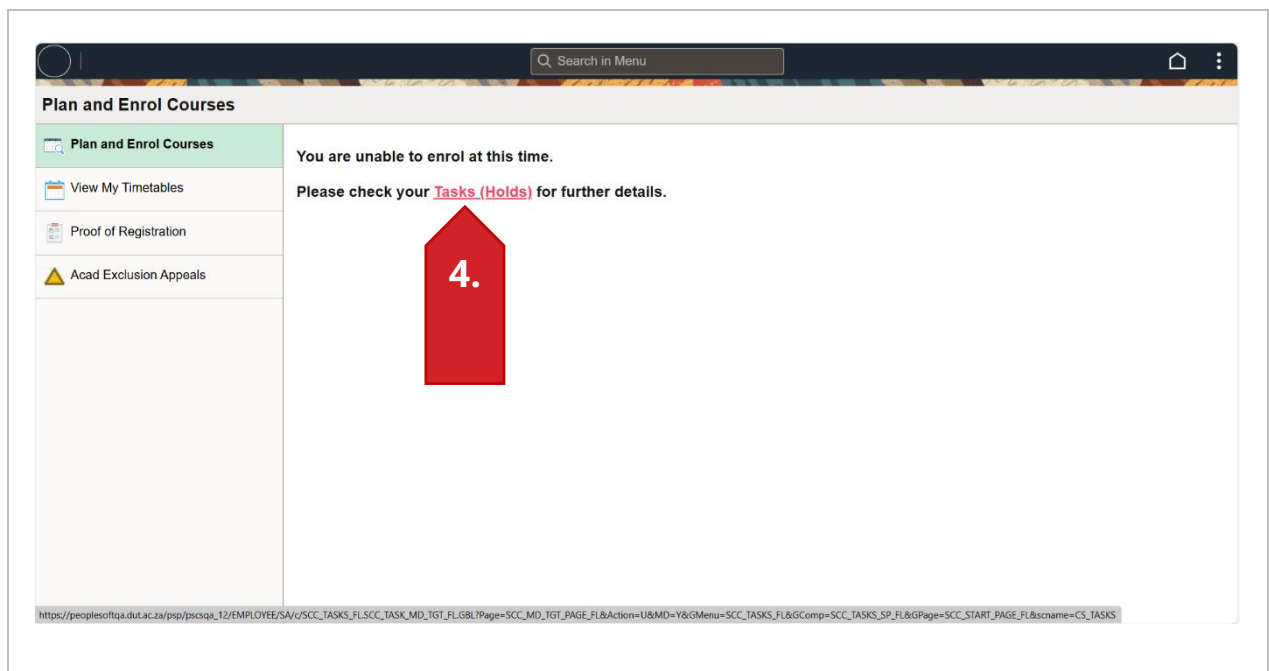 Search in Menu
Plan and Enrol Courses
Plan and Enrol Courses
View My Timetables
Proof of Registration
Acad Exclusion Appeals
You are unable to enrol at this time.
Please check your Tasks (Holds) for further details.
4.
https://peoplesoftqa.dut.ac.za/psp/pscsqa_12/EMPLOYEE/SA/c/SCC_TASKS_FL.SCC_TASK_MD_TGT_FL.GBL?Page=SCC_MD_TGT_PAGE_FL&Action=U&MD=Y&GMenu=SCC_TASKS_FL&GComp=SCC_TASKS_SP_FL&GPage=SCC_START_PAGE_FL&scname=CS_TASKS